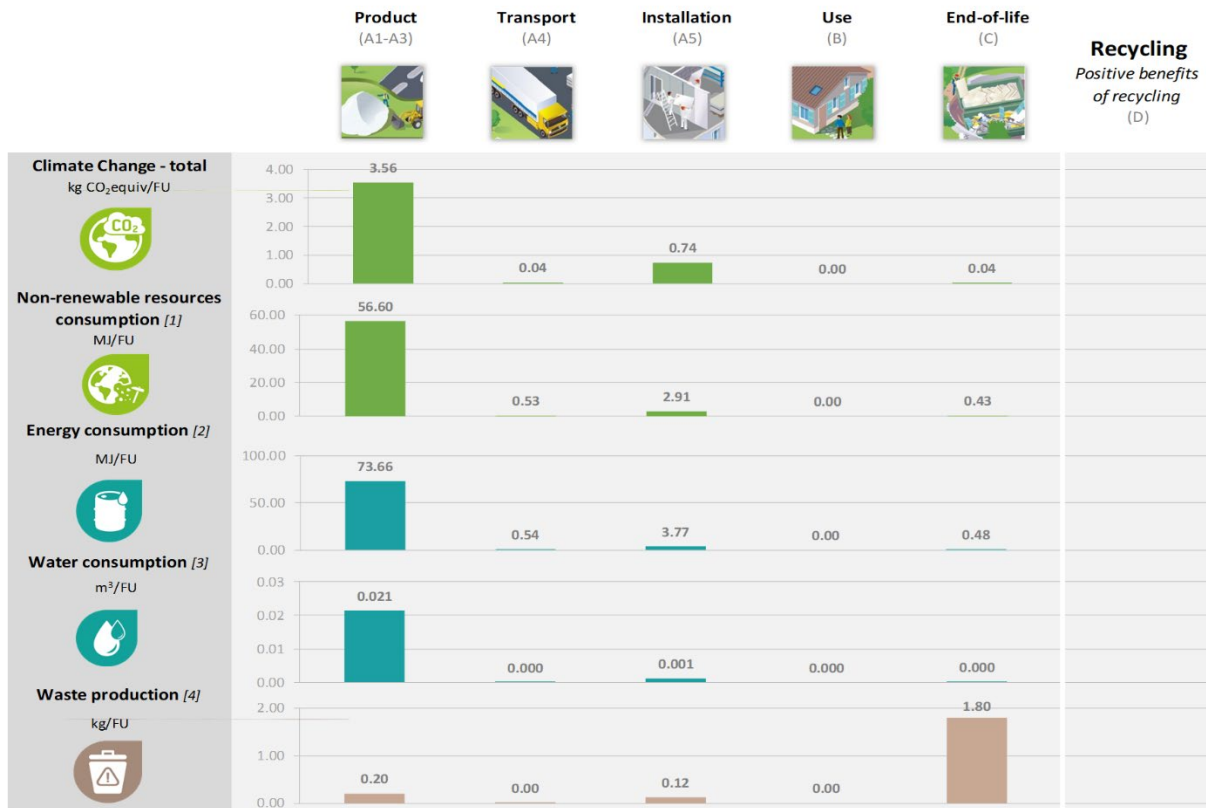 Product
(A1-A3)
Transport
(A4)
Installation
(A5)
Use
(B)
End-of-life
(C)
Recycling
Positive benefits
of recycling
(D)
Climate Change - total
kg CO₂equiv/FU
CO₂
4.00
3.00
2.00
1.00
0.00
3.56
0.04
0.74
0.00
0.04
Non-renewable resources
consumption [1]
MJ/FU
60.00
40.00
20.00
0.00
56.60
0.53
2.91
0.00
0.43
Energy consumption [2]
MJ/FU
100.00
50.00
0.00
73.66
0.54
3.77
0.00
0.48
Water consumption [3]
m³/FU
0.03
0.02
0.01
0.00
0.021
0.000
0.001
0.000
0.000
Waste production [4]
kg/FU
2.00
1.00
0.00
0.20
0.00
0.12
0.00
1.80